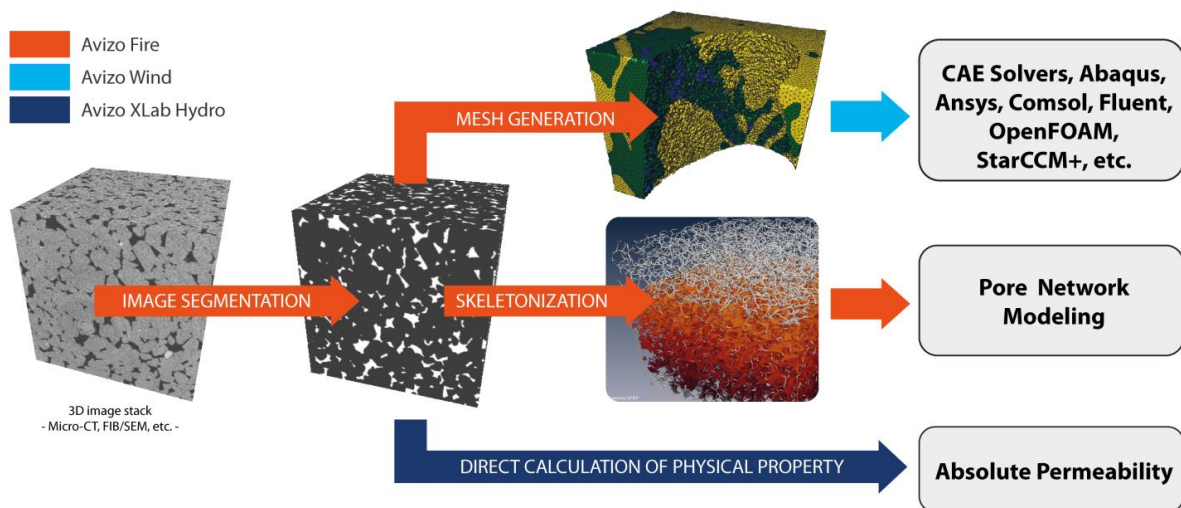 Avizo Fire
Avizo Wind
Avizo XLab Hydro
MESH GENERATION
CAE Solvers, Abaqus,
Ansys, Comsol, Fluent,
OpenFOAM,
StarCCM+, etc.
IMAGE SEGMENTATION
SKELETONIZATION
Pore Network
Modeling
3D image stack
- Micro-CT, FIB/SEM, etc. -
DIRECT CALCULATION OF PHYSICAL PROPERTY
Absolute Permeability